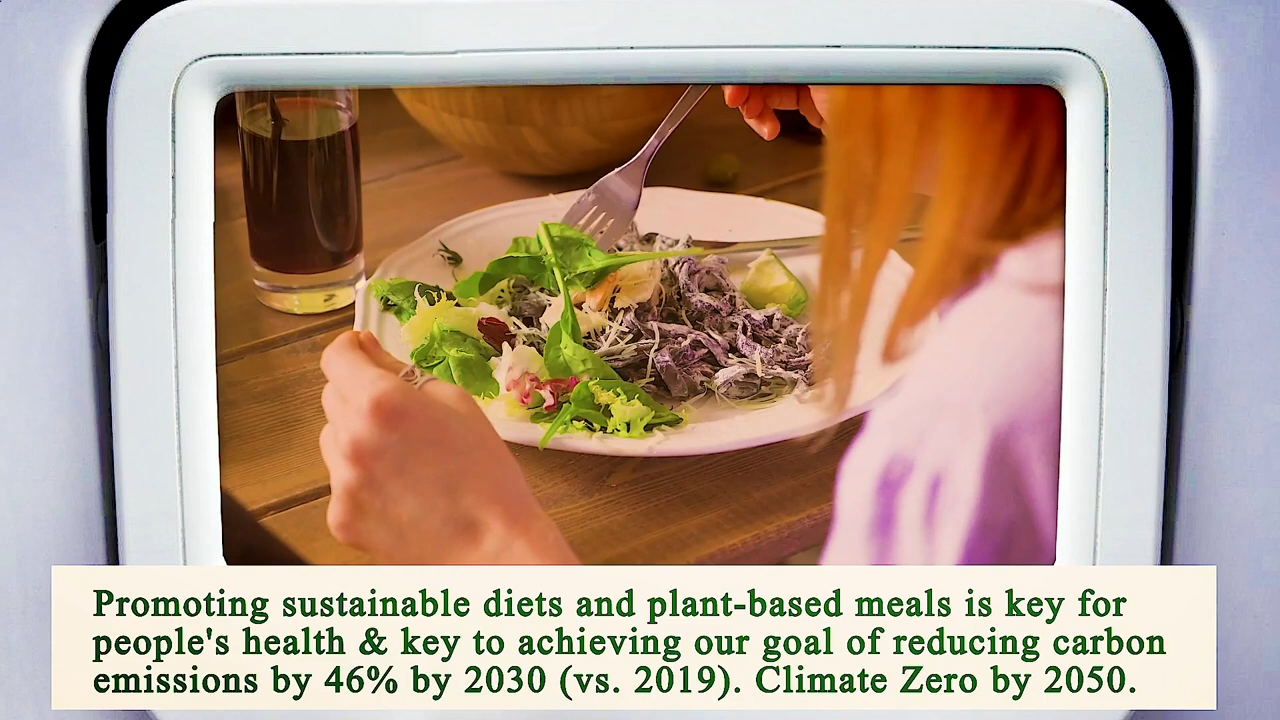 Promoting sustainable diets and plant-based meals is key for
people's health & key to achieving our goal of reducing carbon
emissions by 46% by 2030 (vs. 2019). Climate Zero by 2050.